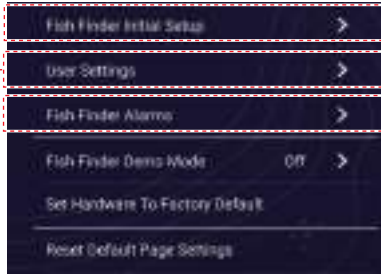 Fish Finder Initial Setup
User Settings
Fish Finder Alarms
Fish Finder Demo Mode Off
Set Hardware To Factory Default
Reset Default Page Settings